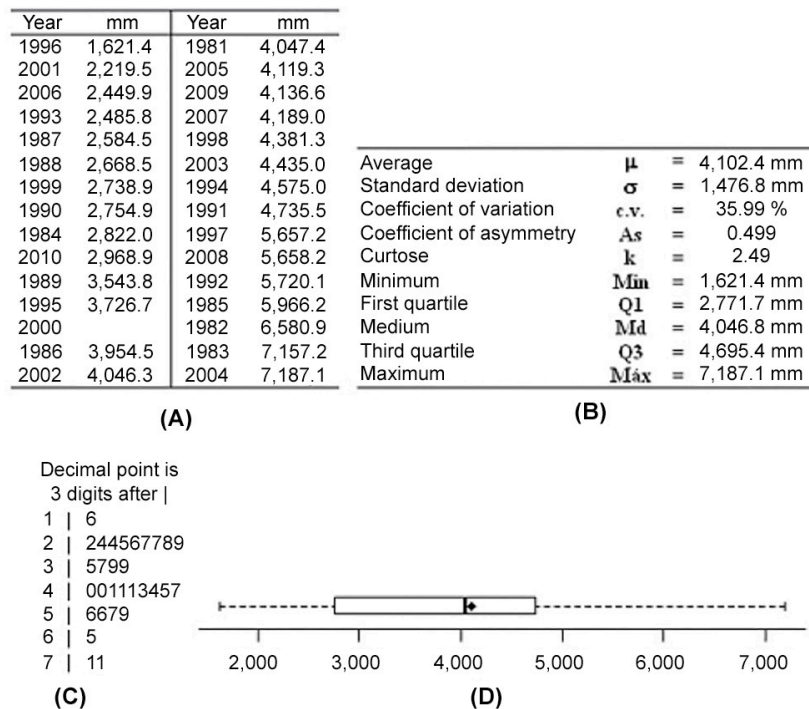 Year mm Year mm
1996 1,621.4 1981 4,047.4
2001 2,219.5 2005 4,119.3
2006 2,449.9 2009 4,136.6
1993 2,485.8 2007 4,189.0
1987 2,584.5 1998 4,381.3
1988 2,668.5 2003 4,435.0
1999 2,738.9 1994 4,575.0
1990 2,754.9 1991 4,735.5
1984 2,822.0 1997 5,657.2
2010 2,968.9 2008 5,658.2
1989 3,543.8 1992 5,720.1
1995 3,726.7 1985 5,966.2
2000 1982 6,580.9
1986 3,954.5 1983 7,157.2
2002 4,046.3 2004 7,187.1
(A)
Average μ = 4,102.4 mm
Standard deviation σ = 1,476.8 mm
Coefficient of variation c.v. = 35.99 %
Coefficient of asymmetry As = 0.499
Curtose k = 2.49
Minimum Min = 1,621.4 mm
First quartile Q1 = 2,771.7 mm
Medium Md = 4,046.8 mm
Third quartile Q3 = 4,695.4 mm
Maximum Máx = 7,187.1 mm
(B)
Decimal point is
3 digits after |
1 | 6
2 | 244567789
3 | 5799
4 | 001113457
5 | 6679
6 | 5
7 | 11
(C)
2,000 3,000 4,000 5,000 6,000 7,000
(D)